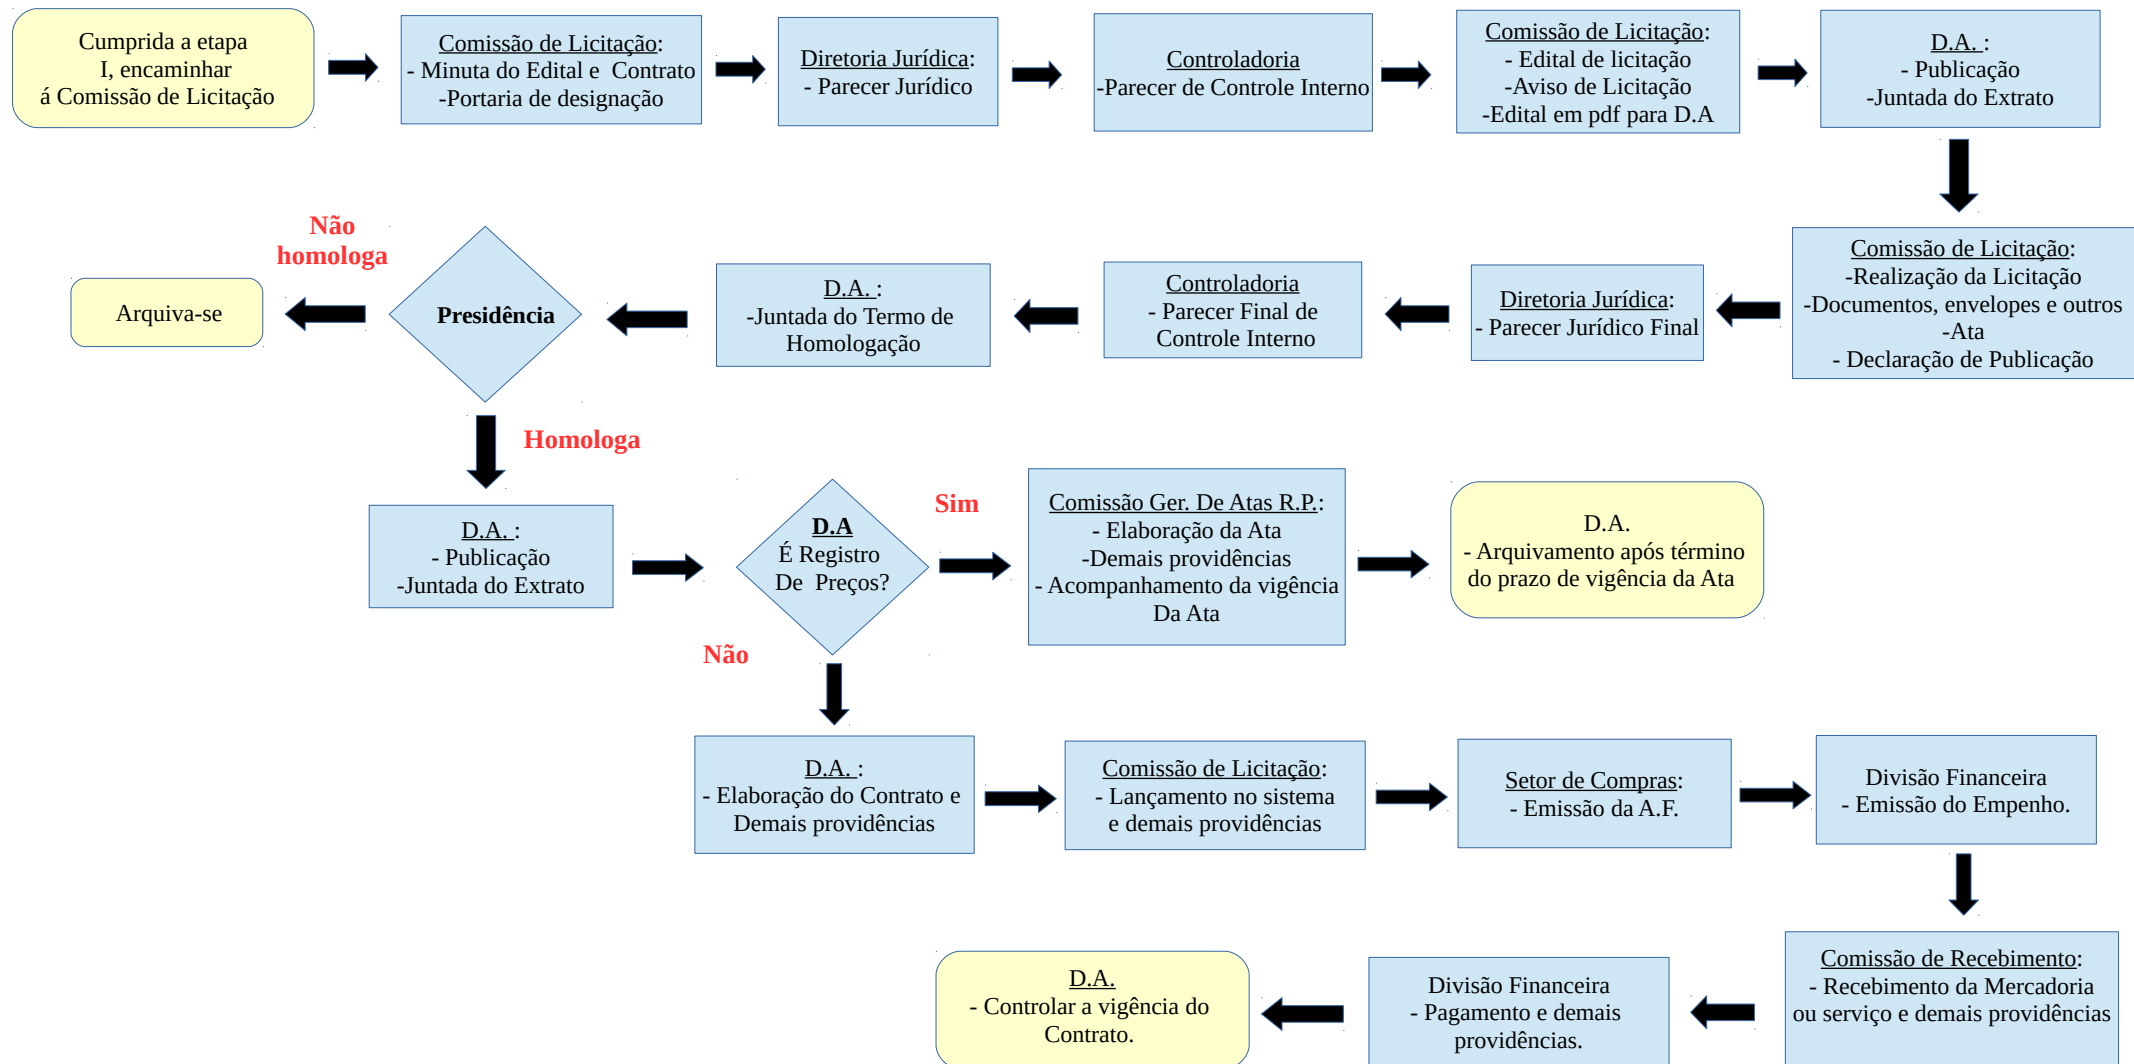 Cumprida a etapa
I, encaminhar
á Comissão de Licitação
Comissão de Licitação:
- Minuta do Edital e Contrato
-Portaria de designação
Diretoria Jurídica:
- Parecer Jurídico
Controladoria
-Parecer de Controle Interno
Comissão de Licitação:
- Edital de licitação
-Aviso de Licitação
-Edital em pdf para D.A
D.A. :
- Publicação
-Juntada do Extrato
Comissão de Licitação:
-Realização da Licitação
-Documentos, envelopes e outros
-Ata
- Declaração de Publicação
Diretoria Jurídica:
- Parecer Jurídico Final
Controladoria
- Parecer Final de
Controle Interno
D.A. :
-Juntada do Termo de
Homologação
Presidência
Não
homologa
Arquiva-se
Homologa
D.A. :
- Publicação
-Juntada do Extrato
D.A
É Registro
De Preços?
Sim
Comissão Ger. De Atas R.P.:
- Elaboração da Ata
-Demais providências
- Acompanhamento da vigência
Da Ata
D.A.
- Arquivamento após término
do prazo de vigência da Ata
Não
D.A. :
- Elaboração do Contrato e
Demais providências
Comissão de Licitação:
- Lançamento no sistema
e demais providências
Setor de Compras:
- Emissão da A.F.
Divisão Financeira
- Emissão do Empenho.
Comissão de Recebimento:
- Recebimento da Mercadoria
ou serviço e demais providências
Divisão Financeira
- Pagamento e demais
providências.
D.A.
- Controlar a vigência do
Contrato.